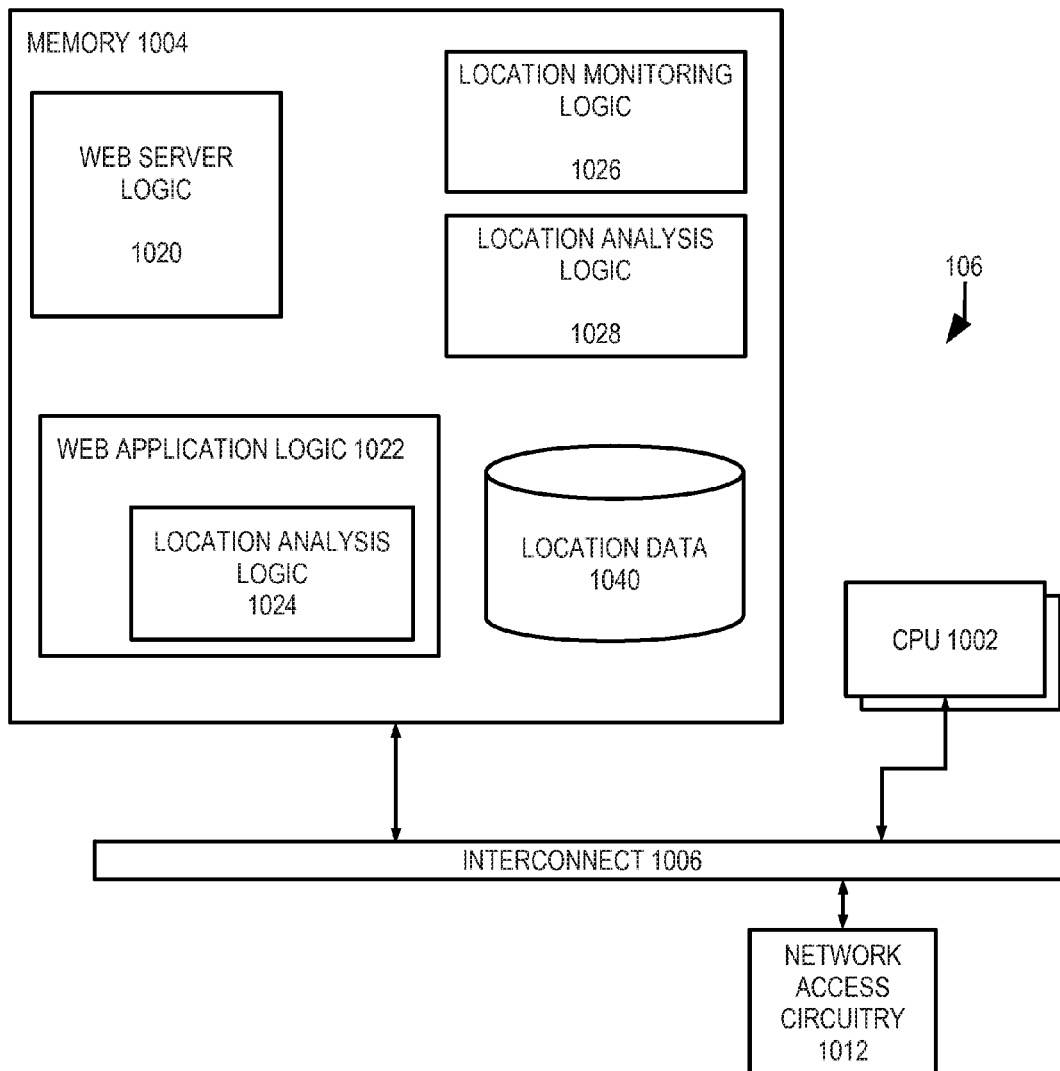 MEMORY 1004
WEB SERVER
LOGIC
1020
LOCATION MONITORING
LOGIC
1026
LOCATION ANALYSIS
LOGIC
1028
106
WEB APPLICATION LOGIC 1022
LOCATION ANALYSIS
LOGIC
1024
LOCATION DATA
1040
CPU 1002
INTERCONNECT 1006
NETWORK
ACCESS
CIRCUITRY
1012